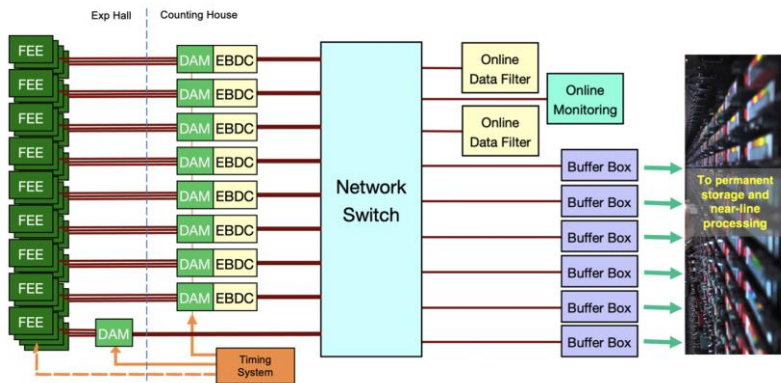 Exp Hall
Counting House
FEE
DAM
EBDC
FEE
DAM
EBDC
FEE
DAM
EBDC
FEE
DAM
EBDC
FEE
DAM
EBDC
FEE
DAM
EBDC
FEE
DAM
EBDC
FEE
DAM
EBDC
FEE
DAM
Timing
System
Network
Switch
Online
Data Filter
Online
Monitoring
Online
Data Filter
Buffer Box
Buffer Box
Buffer Box
Buffer Box
Buffer Box
Buffer Box
To permanent
storage and
near-line
processing